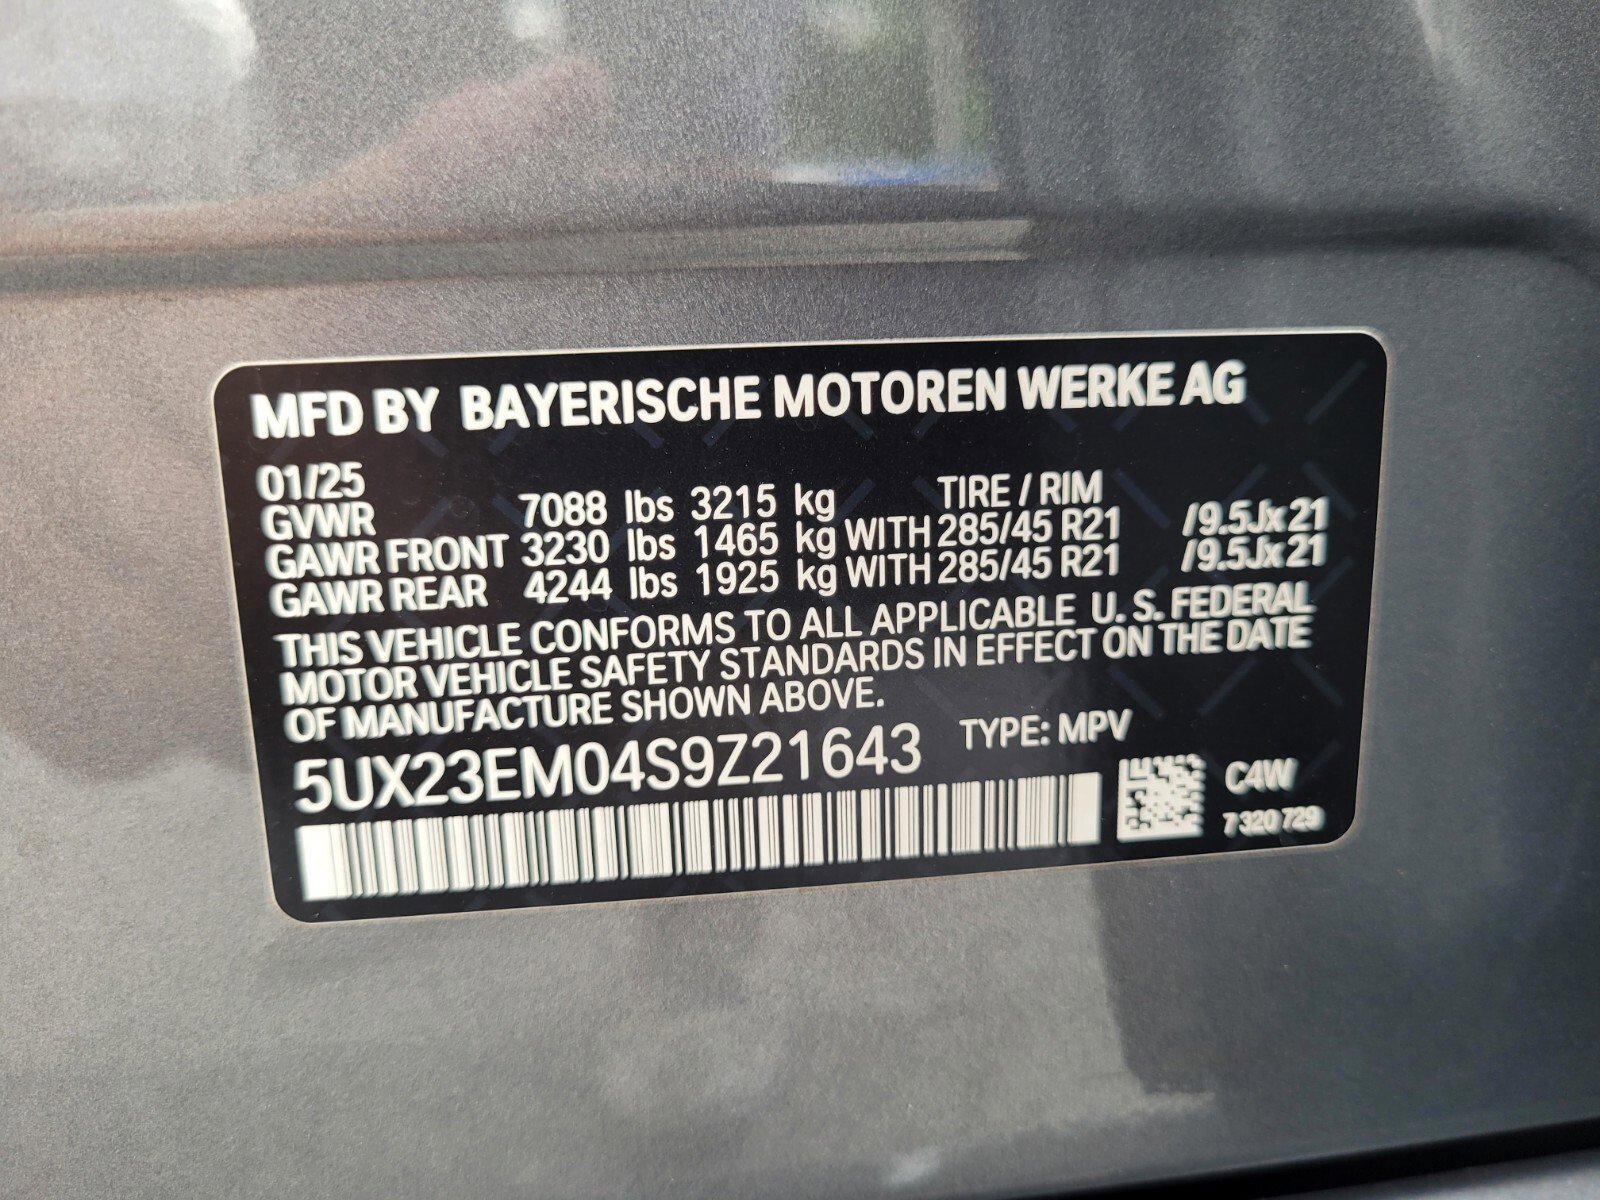 MFD BY BAYERISCHE MOTOREN WERKE AG
01/25 TIRE / RIM
GVWR 7088 lbs 3215 kg
GAWR FRONT 3230 lbs 1465 kg WITH 285/45 R21 /9.5Jx21
GAWR REAR 4244 lbs 1925 kg WITH 285/45 R21 /9.5Jx21
THIS VEHICLE CONFORMS TO ALL APPLICABLE U. S. FEDERAL
MOTOR VEHICLE SAFETY STANDARDS IN EFFECT ON THE DATE
OF MANUFACTURE SHOWN ABOVE.
5UX23EM04S9Z21643 TYPE: MPV
C4W
7 320 729